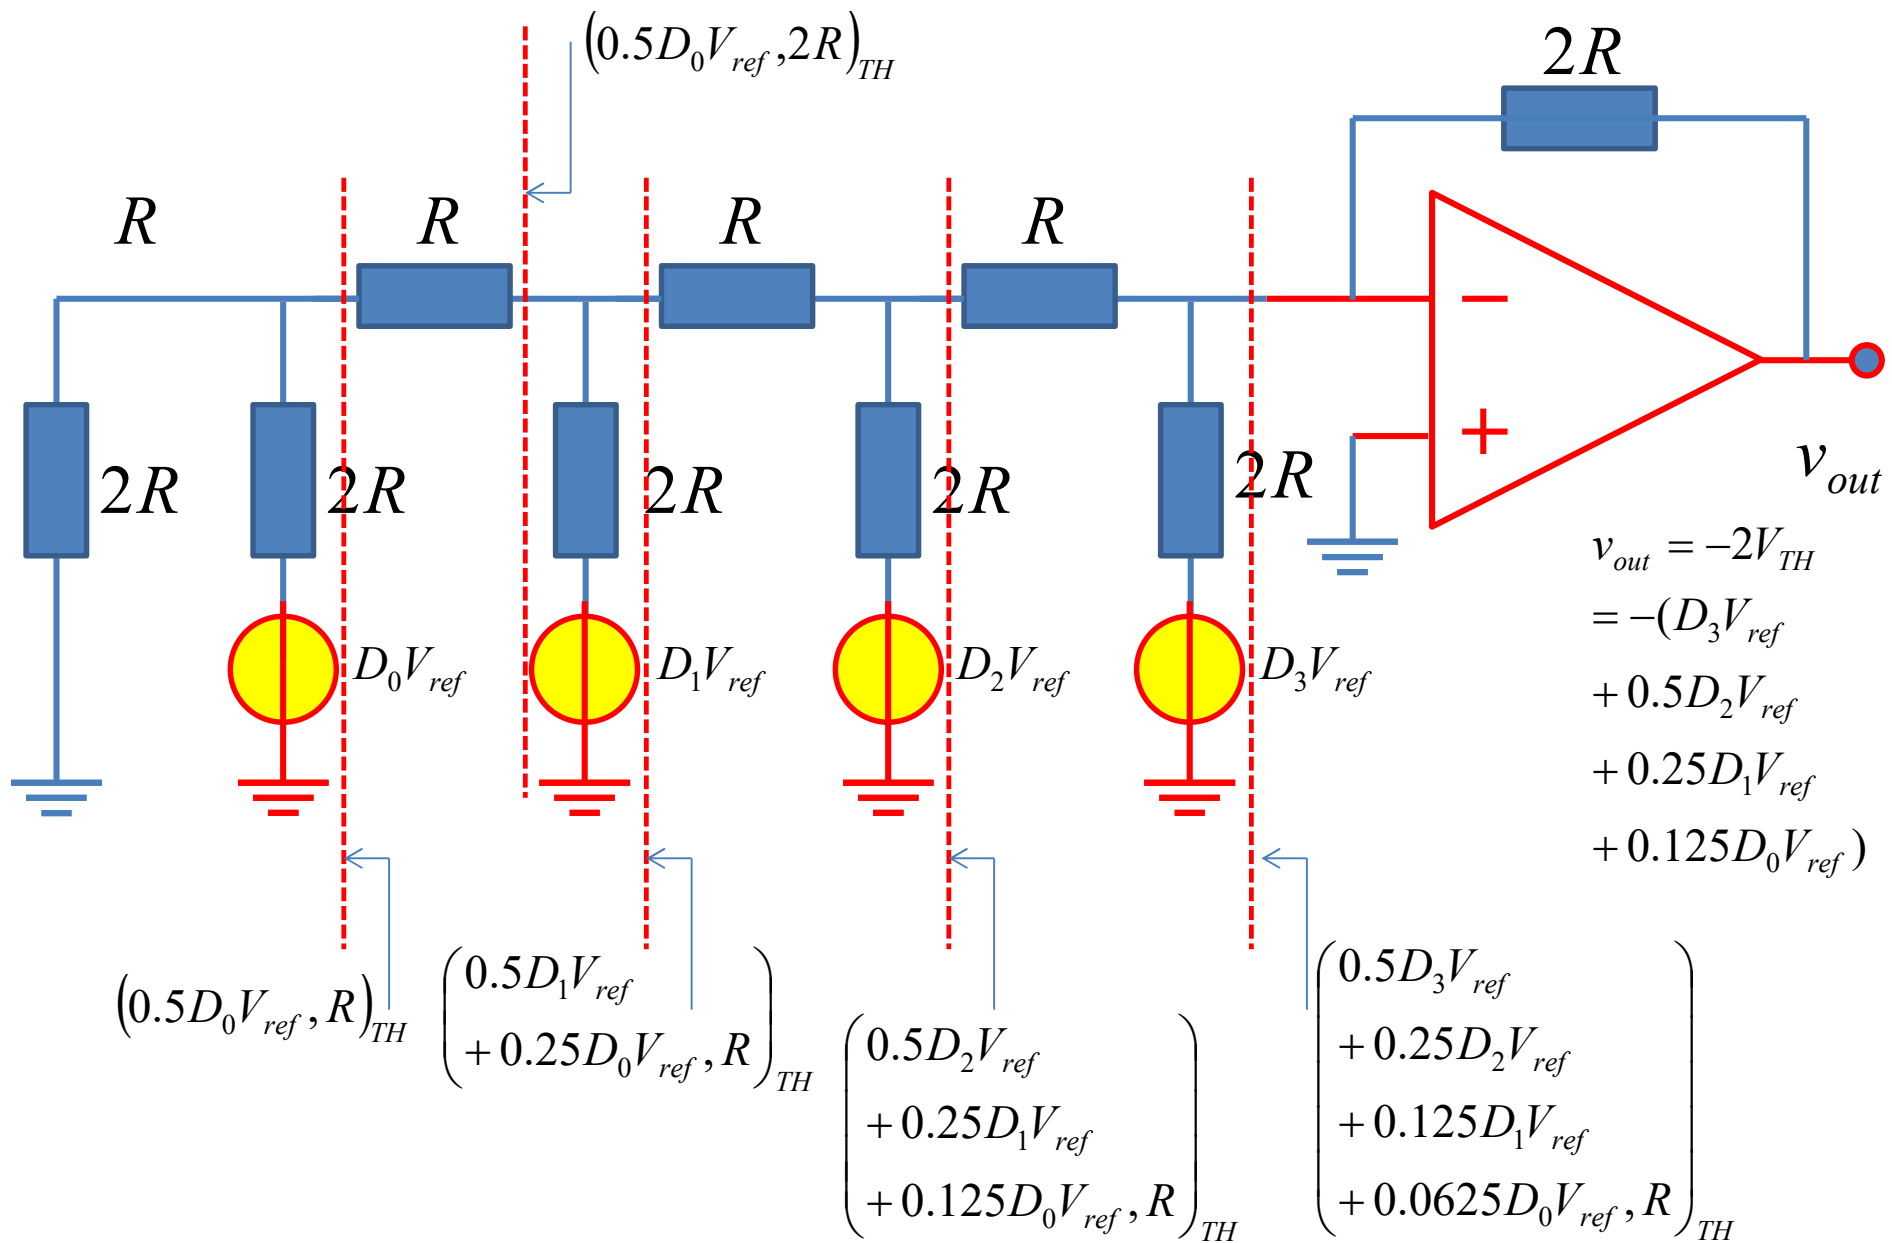 (0.5D₀V_ref, 2R)_TH
2R
R
R
R
R
−
+
2R
2R
2R
2R
2R
v_out
D₀V_ref
D₁V_ref
D₂V_ref
D₃V_ref
v_out = −2V_TH
= −(D₃V_ref
+ 0.5D₂V_ref
+ 0.25D₁V_ref
+ 0.125D₀V_ref)
(0.5D₀V_ref, R)_TH
(0.5D₁V_ref
+ 0.25D₀V_ref, R)_TH
(0.5D₂V_ref
+ 0.25D₁V_ref
+ 0.125D₀V_ref, R)_TH
(0.5D₃V_ref
+ 0.25D₂V_ref
+ 0.125D₁V_ref
+ 0.0625D₀V_ref, R)_TH